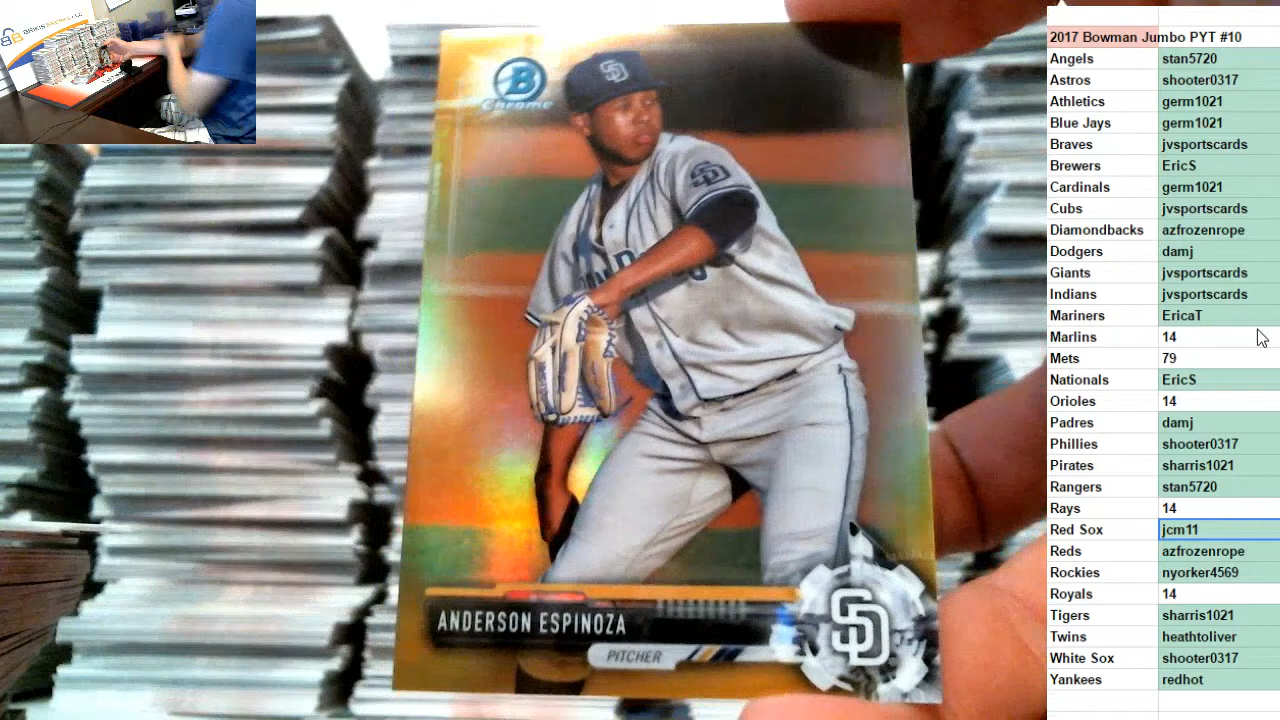 B
Chrome
SD
SD
ANDERSON ESPINOZA
PITCHER
SD
2017 Bowman Jumbo PYT #10
Angels stan5720
Astros shooter0317
Athletics germ1021
Blue Jays germ1021
Braves jvsportscards
Brewers EricS
Cardinals germ1021
Cubs jvsportscards
Diamondbacks azfrozenrope
Dodgers damj
Giants jvsportscards
Indians jvsportscards
Mariners EricaT
Marlins 14
Mets 79
Nationals EricS
Orioles 14
Padres damj
Phillies shooter0317
Pirates sharris1021
Rangers stan5720
Rays 14
Red Sox jcm11
Reds azfrozenrope
Rockies nyorker4569
Royals 14
Tigers sharris1021
Twins heathtoliver
White Sox shooter0317
Yankees redhot